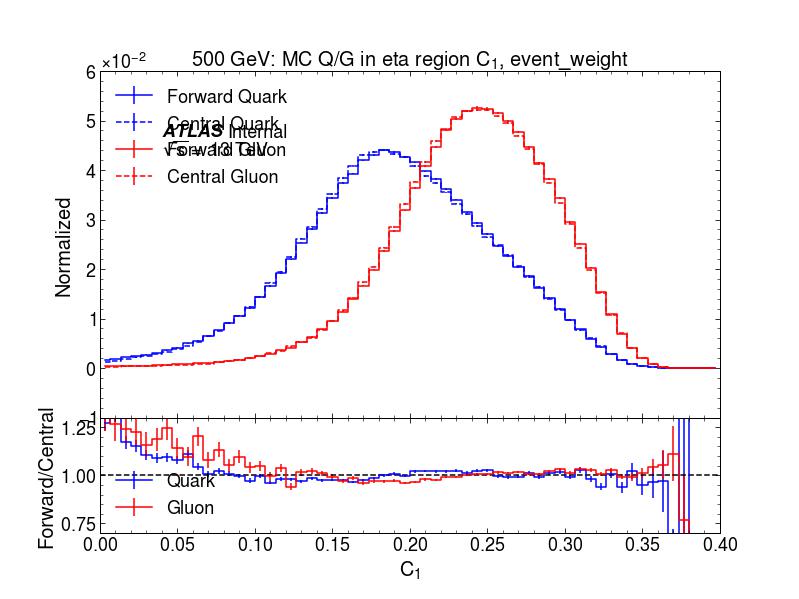 500 GeV: MC Q/G in eta region C₁, event_weight
×10⁻²
6
5
4
3
2
1
0
−1
Normalized
Forward Quark
Central Quark
ATLAS Internal
√s = 13 TeV
Forward Gluon
Central Gluon
1.25
1.00
0.75
Forward/Central
Quark
Gluon
0.00 0.05 0.10 0.15 0.20 0.25 0.30 0.35 0.40
C₁